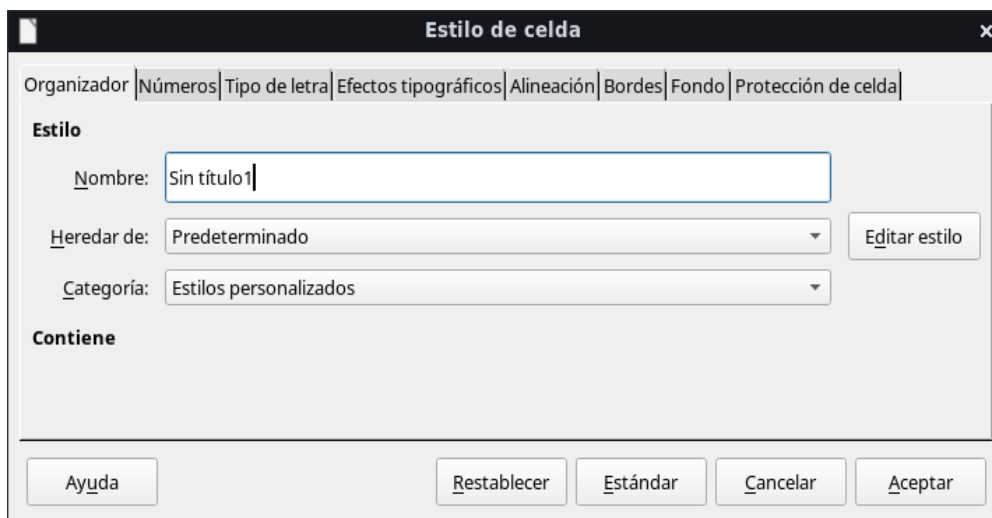 Estilo de celda
Organizador Números Tipo de letra Efectos tipográficos Alineación Bordes Fondo Protección de celda
Estilo
Nombre: Sin título1
Heredar de: Predeterminado Editar estilo
Categoría: Estilos personalizados
Contiene
Ayuda Restablecer Estándar Cancelar Aceptar